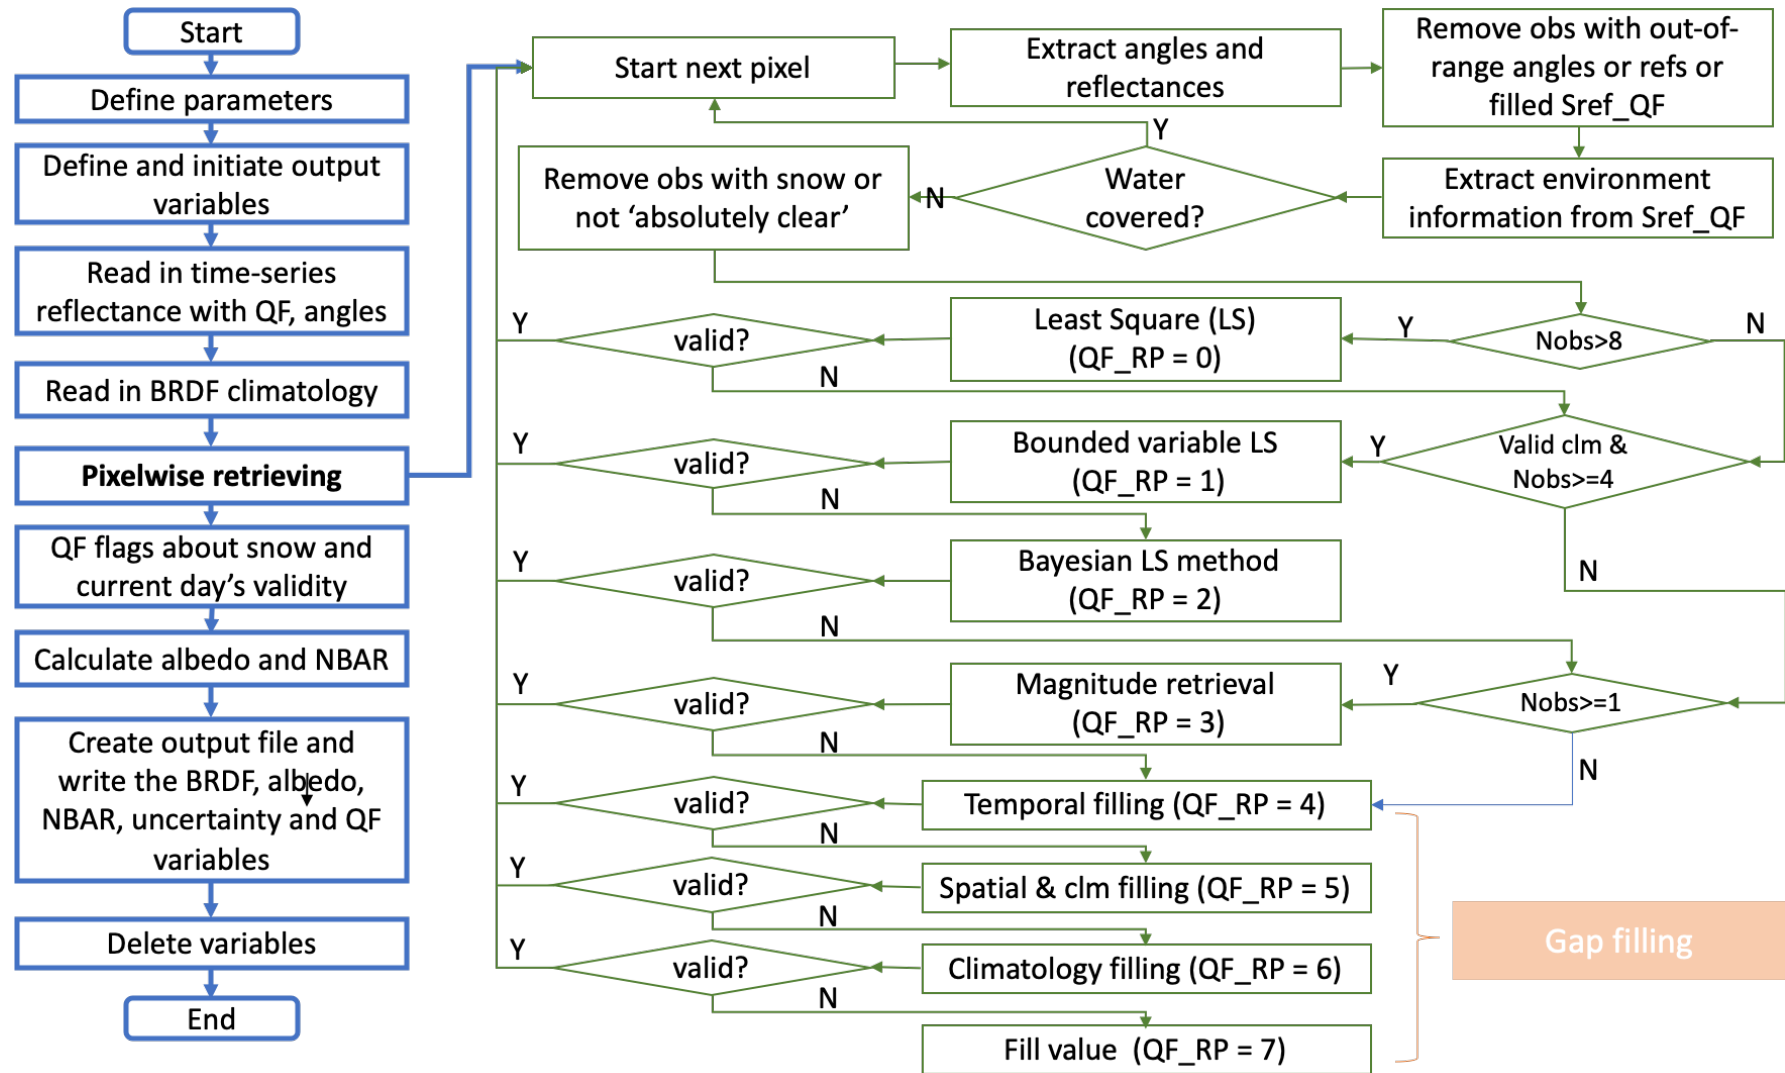 Start
Define parameters
Define and initiate output
variables
Read in time-series
reflectance with QF, angles
Read in BRDF climatology
Pixelwise retrieving
QF flags about snow and
current day's validity
Calculate albedo and NBAR
Create output file and
write the BRDF, albedo,
NBAR, uncertainty and QF
variables
Delete variables
End
Start next pixel
Extract angles and
reflectances
Remove obs with out-of-
range angles or refs or
filled Sref_QF
Extract environment
information from Sref_QF
Water
covered?
Y
N
Remove obs with snow or
not ‘absolutely clear’
Nobs>8
Y
N
Least Square (LS)
(QF_RP = 0)
valid?
Y
N
Valid clm &
Nobs>=4
Y
N
Bounded variable LS
(QF_RP = 1)
valid?
Y
N
Bayesian LS method
(QF_RP = 2)
valid?
Y
N
Nobs>=1
Y
N
Magnitude retrieval
(QF_RP = 3)
valid?
Y
N
Temporal filling (QF_RP = 4)
valid?
Y
N
Spatial & clm filling (QF_RP = 5)
valid?
Y
N
Climatology filling (QF_RP = 6)
valid?
Y
N
Fill value (QF_RP = 7)
Gap filling